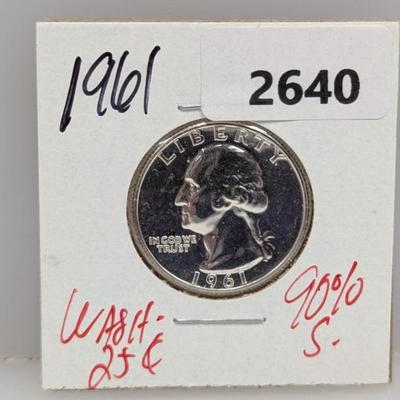 1961
2640
LIBERTY
IN GOD WE
TRUST
1961
WASH.
25¢
90%
S.